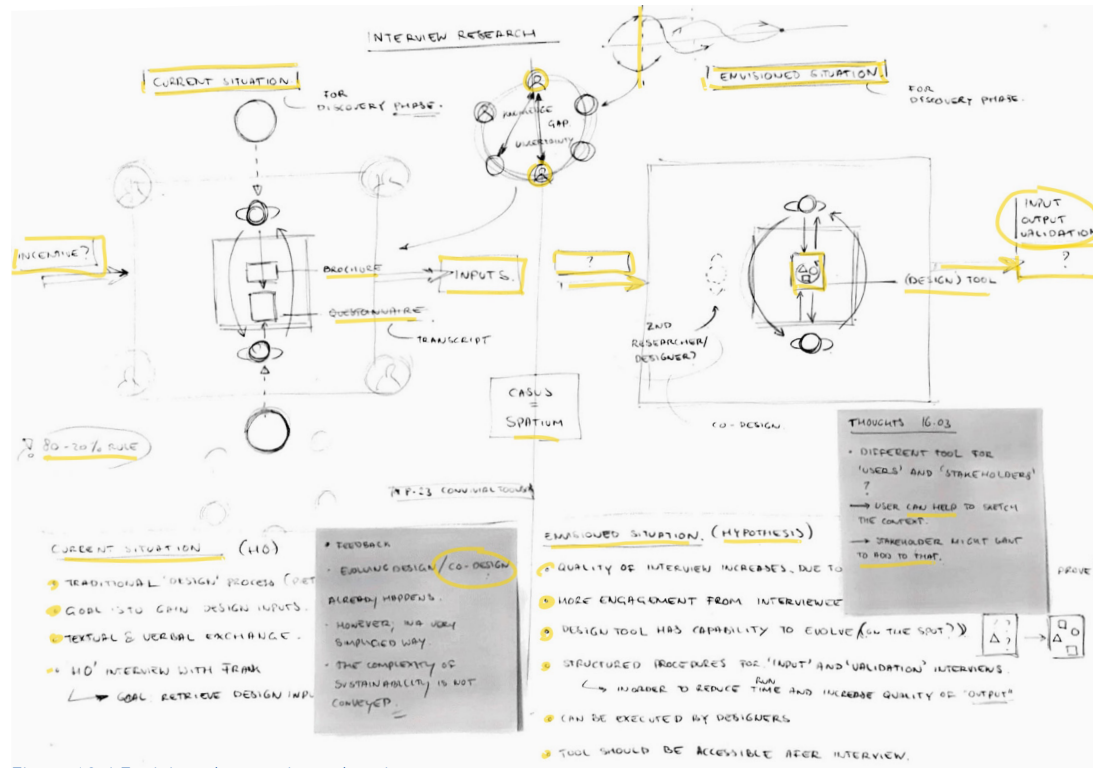 INTERVIEW RESEARCH
CURRENT SITUATION
FOR
DISCOVERY PHASE.
ENVISIONED SITUATION.
FOR
DISCOVERY PHASE.
KNOWLEDGE
GAP
UNCERTAINTY
INCENTIVE?
BROCHURE
INPUTS.
QUESTIONNAIRE
TRANSCRIPT
?
INPUT
OUTPUT
VALIDATION
?
(DESIGN) TOOL
2ND
RESEARCHER/
DESIGNER?
CO-DESIGN.
CASUS
=
SPATIUM
80-20% RULE
P.23 CONVIVIAL TOOLBOX
THOUGHTS 16.03
• DIFFERENT TOOL FOR
'USERS' AND 'STAKEHOLDERS'
?
→ USER CAN HELP TO SKETCH
THE CONTEXT.
→ STAKEHOLDER MIGHT WANT
TO ADD TO THAT.
CURRENT SITUATION (H0)
• TRADITIONAL 'DESIGN' PROCESS
• GOAL IS TO GAIN DESIGN INPUTS.
• TEXTUAL & VERBAL EXCHANGE.
• H0' INTERVIEW WITH FRANK
GOAL: RETRIEVE DESIGN
• FEEDBACK
• EVOLVING DESIGN/CO-DESIGN
ALREADY HAPPENS.
• HOWEVER; IN A VERY
SIMPLIFIED WAY.
• THE COMPLEXITY OF
SUSTAINABILITY IS NOT
CONVEYED.
ENVISIONED SITUATION. (HYPOTHESIS)
• QUALITY OF INTERVIEW INCREASES. DUE TO
PROVE
• MORE ENGAGEMENT FROM INTERVIEWEE
• DESIGN TOOL HAS CAPABILITY TO EVOLVE (ON THE SPOT?)
• STRUCTURED PROCEDURES FOR 'INPUT' AND 'VALIDATION' INTERVIEWS.
RUN
IN ORDER TO REDUCE TIME AND INCREASE QUALITY OF "OUTPUT"
• CAN BE EXECUTED BY DESIGNERS
• TOOL SHOULD BE ACCESSIBLE AFER INTERVIEW.